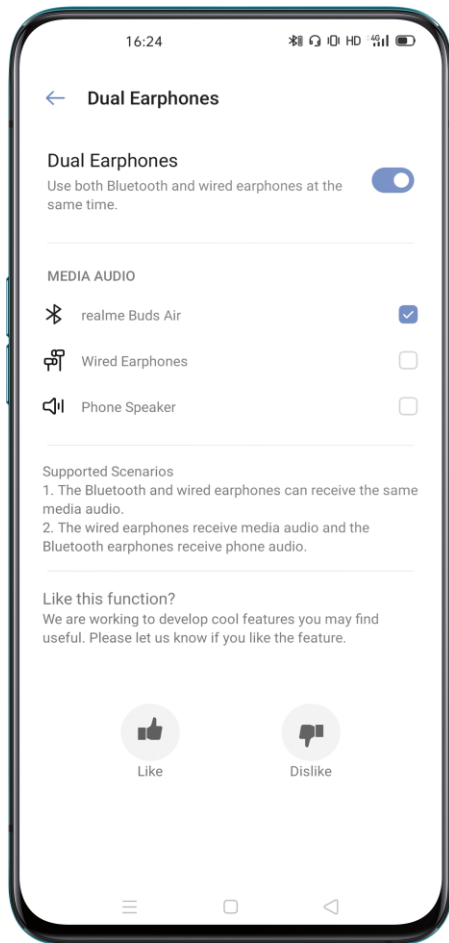 16:24 HD 4G
Dual Earphones
Dual Earphones
Use both Bluetooth and wired earphones at the
same time.
MEDIA AUDIO
realme Buds Air
Wired Earphones
Phone Speaker
Supported Scenarios
1. The Bluetooth and wired earphones can receive the same
media audio.
2. The wired earphones receive media audio and the
Bluetooth earphones receive phone audio.
Like this function?
We are working to develop cool features you may find
useful. Please let us know if you like the feature.
Like Dislike